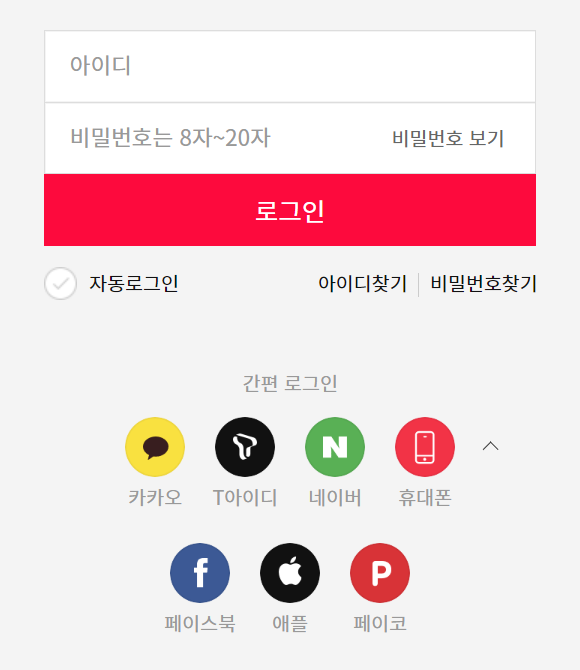 아이디
비밀번호는 8자~20자 비밀번호 보기
로그인
자동로그인 아이디찾기 비밀번호찾기
간편 로그인
카카오 T아이디 네이버 휴대폰
페이스북 애플 페이코